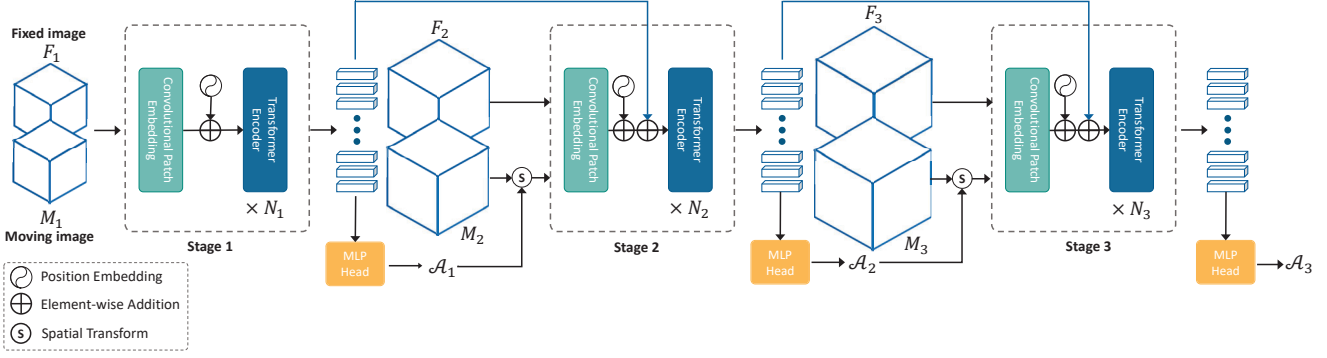 Fixed image
F₁
M₁
Moving image
Convolutional Patch
Embedding
Transformer
Encoder
× N₁
Stage 1
MLP
Head
𝒜₁
F₂
M₂
S
Convolutional Patch
Embedding
Transformer
Encoder
× N₂
Stage 2
MLP
Head
𝒜₂
F₃
M₃
S
Convolutional Patch
Embedding
Transformer
Encoder
× N₃
Stage 3
MLP
Head
𝒜₃
Position Embedding
Element-wise Addition
S Spatial Transform